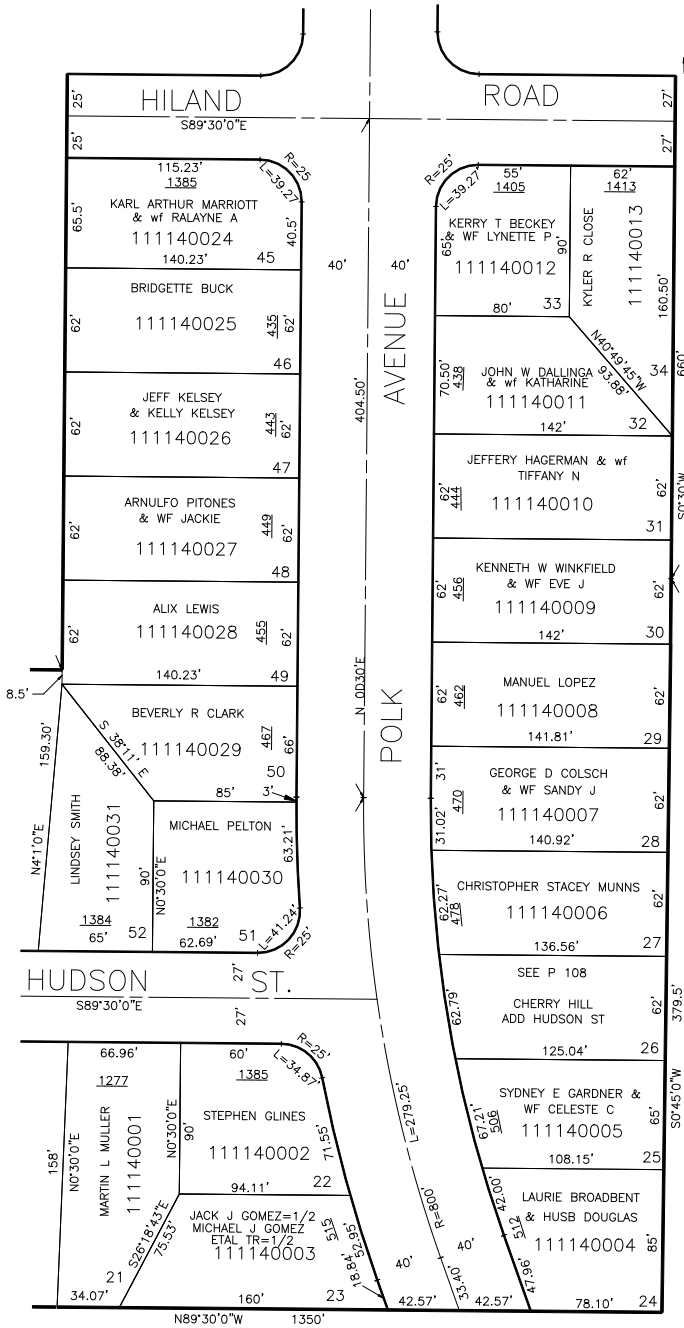 HILAND
ROAD
25'
25'
27'
27'
S89°30'0"E
115.23'
1385
R=25
L=39.27
KARL ARTHUR MARRIOTT
& wf RALAYNE A
111140024
65.5'
40.5'
140.23'
45
BRIDGETTE BUCK
111140025
62'
435
62'
46
JEFF KELSEY
& KELLY KELSEY
111140026
62'
443
62'
47
ARNULFO PITONES
& WF JACKIE
111140027
62'
449
62'
48
ALIX LEWIS
111140028
62'
455
62'
140.23'
49
8.5'
BEVERLY R CLARK
111140029
467
66'
50
S 38°11' E
88.38'
159.30'
N4°1'0"E
85'
3'
LINDSEY SMITH
111140031
90'
N0°30'0"E
1384
65'
52
MICHAEL PELTON
111140030
63.21'
1382
62.69'
51
L=41.24'
R=25'
HUDSON
ST.
27'
27'
S89°30'0"E
40'
40'
AVENUE
POLK
404.50'
N 0D30'E
R=25'
L=39.27'
55'
1405
62'
1413
KERRY T BECKEY
& WF LYNETTE P
111140012
65'
90'
80'
33
KYLER R CLOSE
111140013
160.50'
34
N40°49'45"W
93.88'
660'
S0°30'W
JOHN W DALLINGA
& wf KATHARINE
111140011
70.50'
438
142'
32
JEFFERY HAGERMAN & wf
TIFFANY N
111140010
62'
444
62'
31
KENNETH W WINKFIELD
& WF EVE J
111140009
62'
456
62'
142'
30
MANUEL LOPEZ
111140008
62'
462
62'
141.81'
29
GEORGE D COLSCH
& WF SANDY J
111140007
31'
31.02'
470
62'
140.92'
28
CHRISTOPHER STACEY MUNNS
111140006
62.27'
478
62'
136.56'
27
SEE P 108
CHERRY HILL
ADD HUDSON ST
62.79'
62'
125.04'
26
379.5'
S0°45'0"W
SYDNEY E GARDNER &
WF CELESTE C
111140005
67.21'
506
65'
108.15'
25
LAURIE BROADBENT
& HUSB DOUGLAS
111140004
42.00'
512
47.96'
85'
78.10'
24
66.96'
1277
60'
1385
R=25'
L=34.87'
MARTIN L MULLER
111140001
158'
N0°30'0"E
N0°30'0"E
90'
STEPHEN GLINES
111140002
71.55'
94.11'
22
S26°18'43"E
75.53'
21
34.07'
JACK J GOMEZ=1/2
MICHAEL J GOMEZ
ETAL TR=1/2
111140003
515
52.95'
18.84'
160'
23
N89°30'0"W
1350'
L=279.25'
R=800'
40'
40'
33.40'
42.57'
42.57'